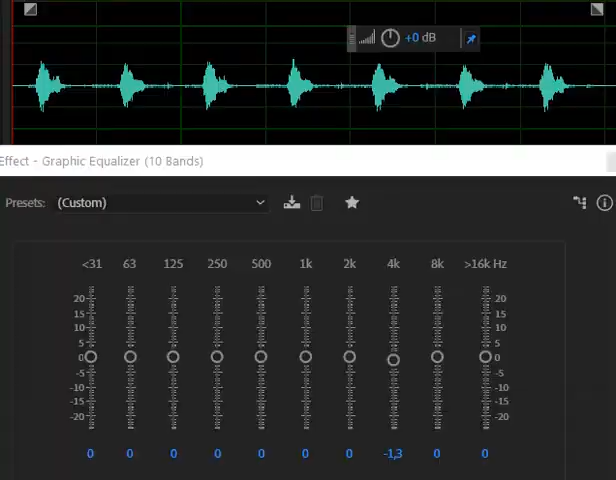 +0 dB
Effect - Graphic Equalizer (10 Bands)
Presets: (Custom)
<31 63 125 250 500 1k 2k 4k 8k >16k Hz
20 20
15 15
10 10
5 5
0 0
-5 -5
-10 -10
-15 -15
-20 -20
0 0 0 0 0 0 0 -1,3 0 0